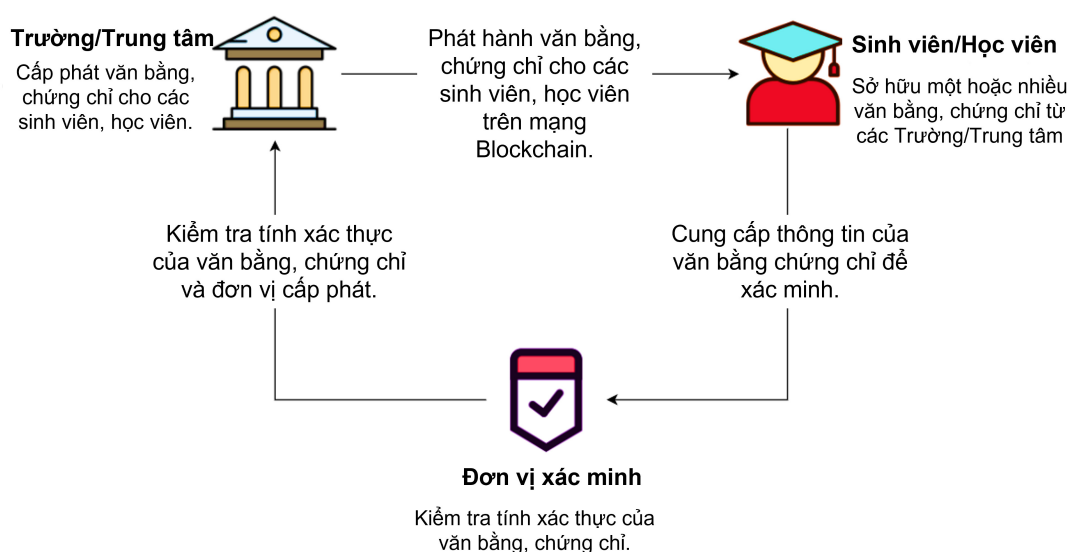 Trường/Trung tâm
Cấp phát văn bằng,
chứng chỉ cho các
sinh viên, học viên.
Phát hành văn bằng,
chứng chỉ cho các
sinh viên, học viên
trên mạng
Blockchain.
Sinh viên/Học viên
Sở hữu một hoặc nhiều
văn bằng, chứng chỉ từ
các Trường/Trung tâm
Kiểm tra tính xác thực
của văn bằng, chứng chỉ
và đơn vị cấp phát.
Cung cấp thông tin của
văn bằng chứng chỉ để
xác minh.
Đơn vị xác minh
Kiểm tra tính xác thực của
văn bằng, chứng chỉ.